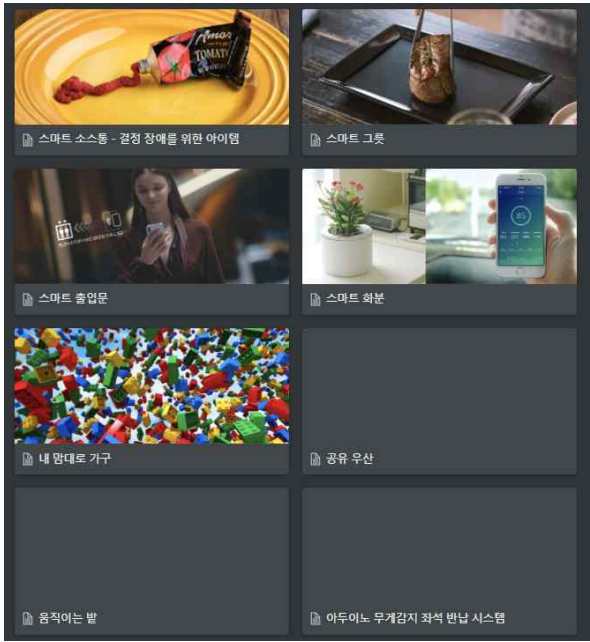 Amor
TOMAT
스마트 소스통 - 결정 장애를 위한 아이템
스마트 그릇
스마트 출입문
85
스마트 화분
내 맘대로 가구
공유 우산
움직이는 밭
아두이노 무게감지 좌석 반납 시스템